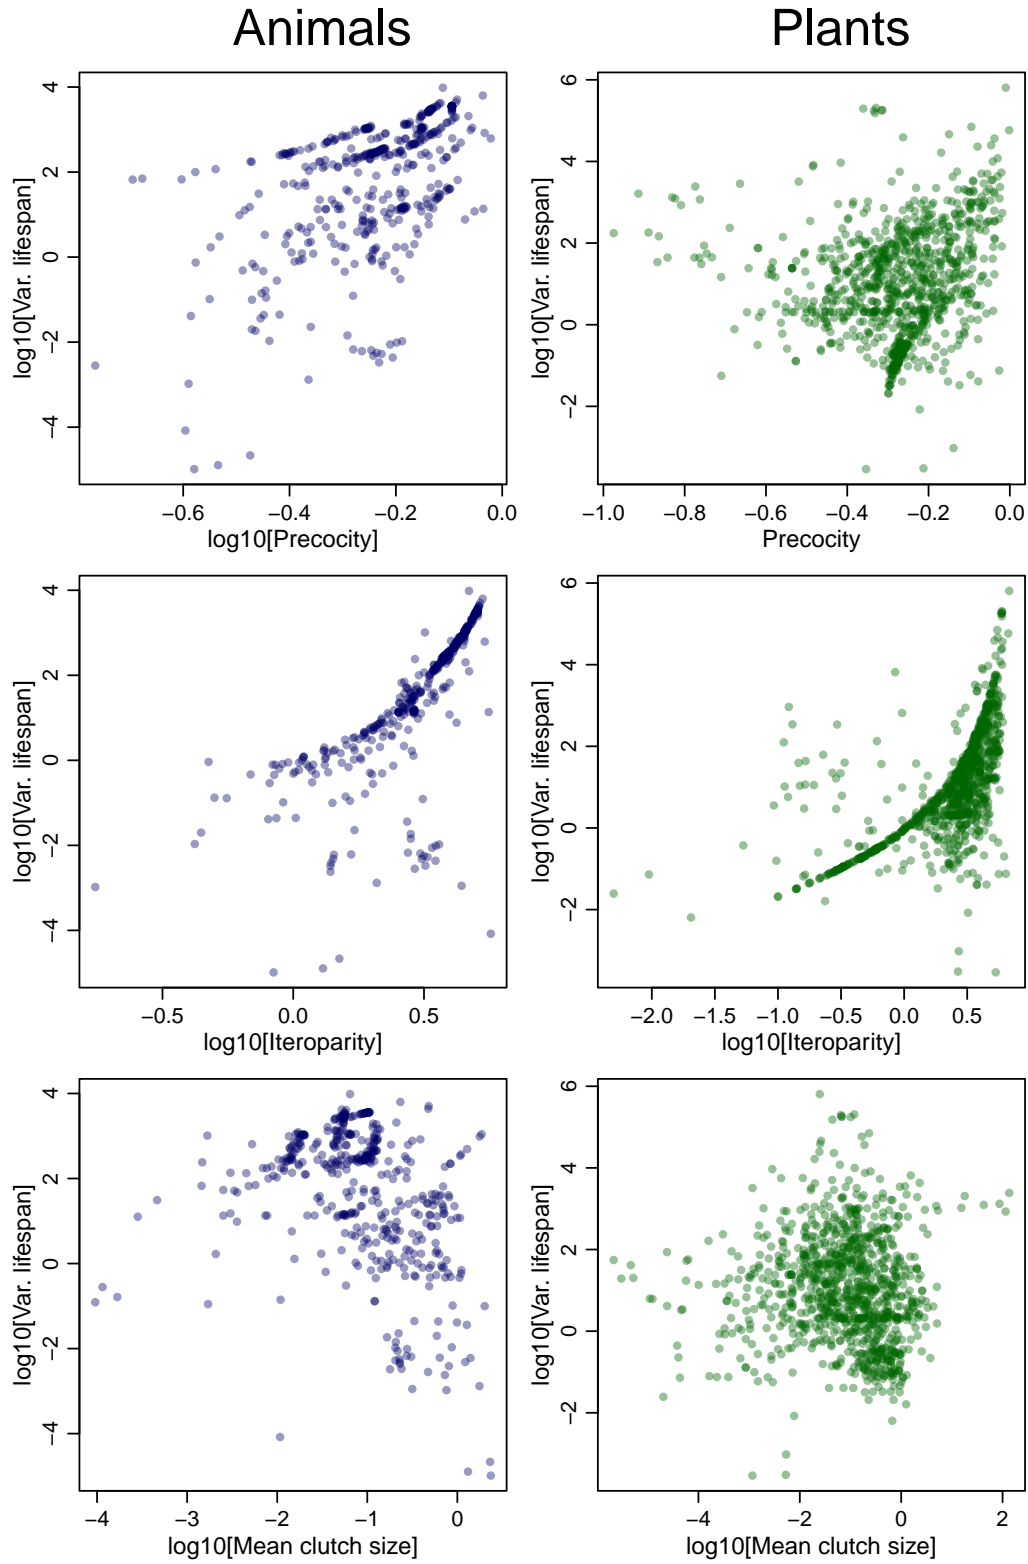 Animals Plants
4
2
0
−2
−4
log10[Var. lifespan]
−0.6 −0.4 −0.2 0.0
log10[Precocity]
6
4
2
0
−2
log10[Var. lifespan]
−1.0 −0.8 −0.6 −0.4 −0.2 0.0
Precocity
4
2
0
−2
−4
log10[Var. lifespan]
−0.5 0.0 0.5
log10[Iteroparity]
6
4
2
0
−2
log10[Var. lifespan]
−2.0 −1.5 −1.0 −0.5 0.0 0.5
log10[Iteroparity]
4
2
0
−2
−4
log10[Var. lifespan]
−4 −3 −2 −1 0
log10[Mean clutch size]
6
4
2
0
−2
log10[Var. lifespan]
−4 −2 0 2
log10[Mean clutch size]